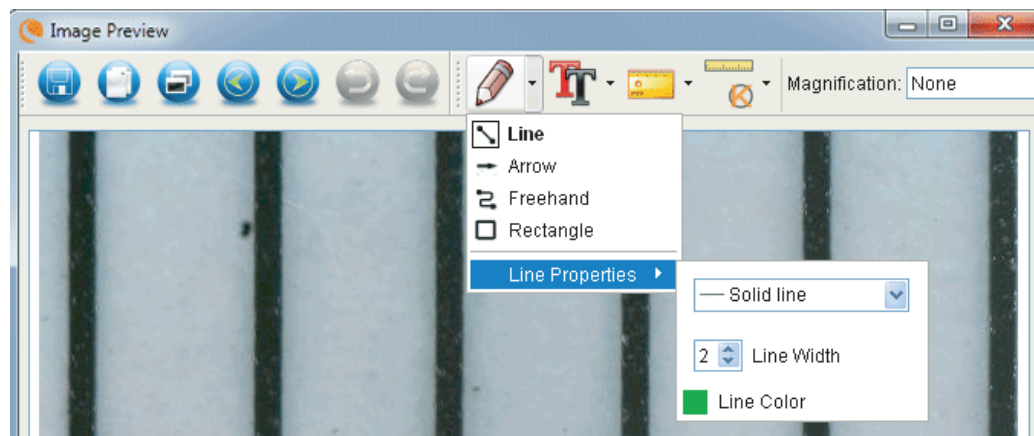 Image Preview
Magnification: None
Line
Arrow
Freehand
Rectangle
Line Properties
Solid line
2 Line Width
Line Color